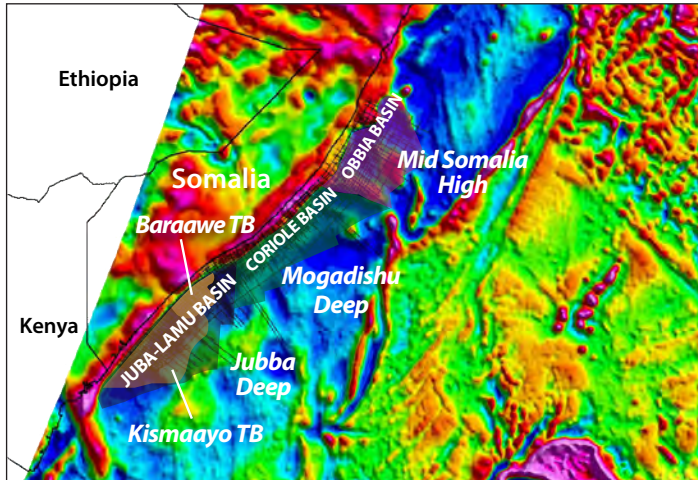 Ethiopia
OBBIA BASIN
Mid Somalia
High
Somalia
Baraawe TB
CORIOLE BASIN
Mogadishu
Deep
Kenya
JUBA-LAMU BASIN
Jubba
Deep
Kismaayo TB